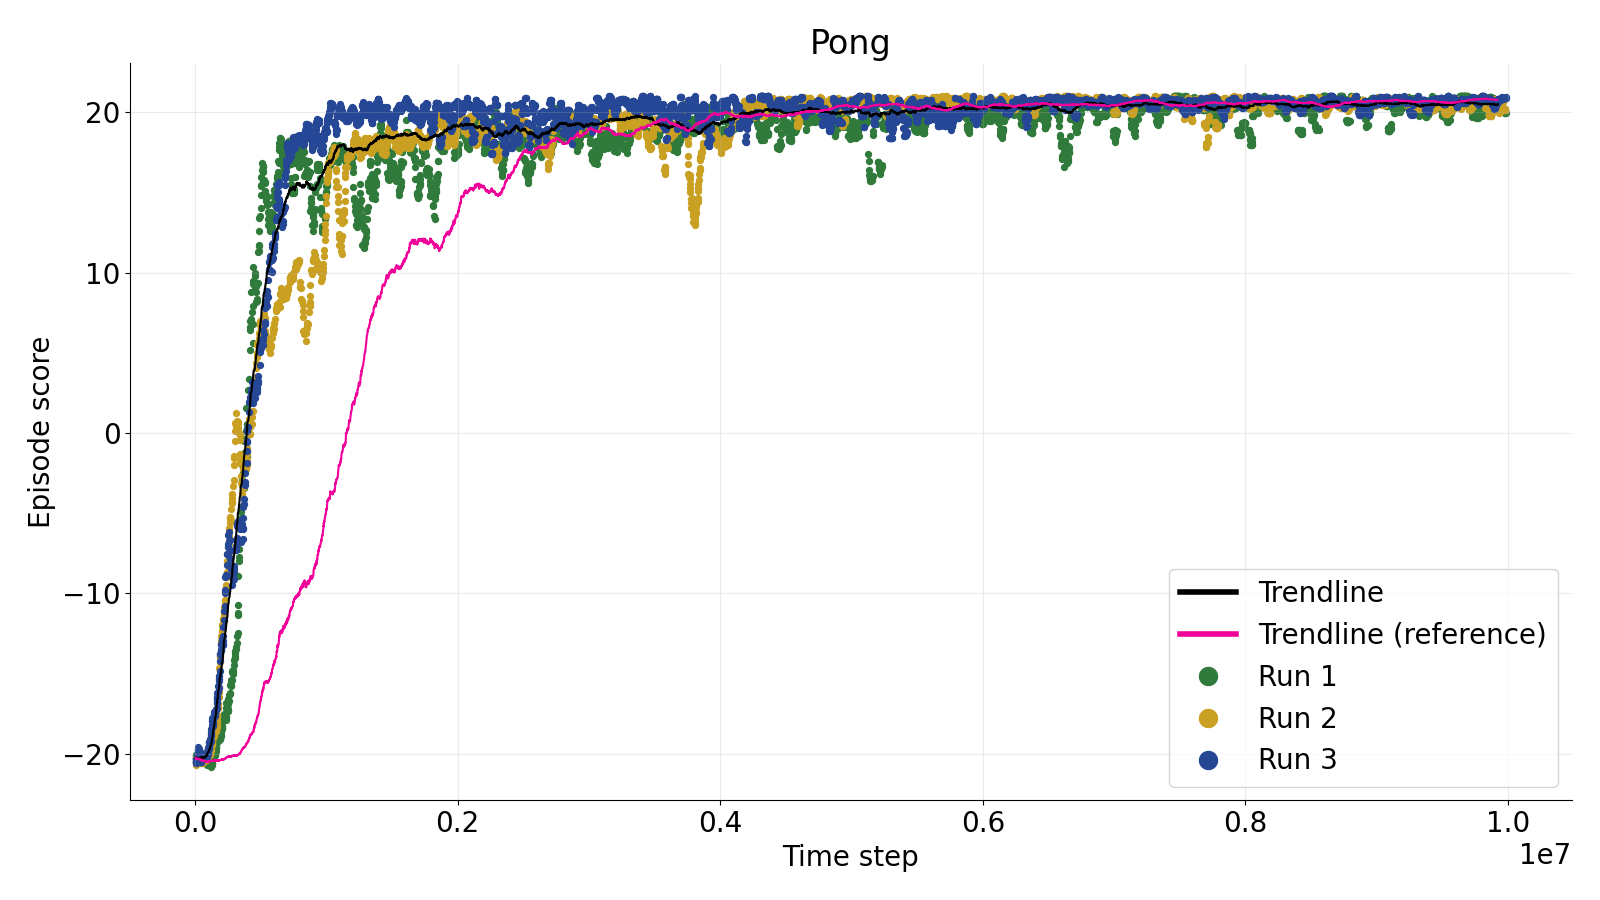 Pong
Episode score
20
10
0
−10
−20
0.0 0.2 0.4 0.6 0.8 1.0
1e7
Time step
Trendline
Trendline (reference)
Run 1
Run 2
Run 3